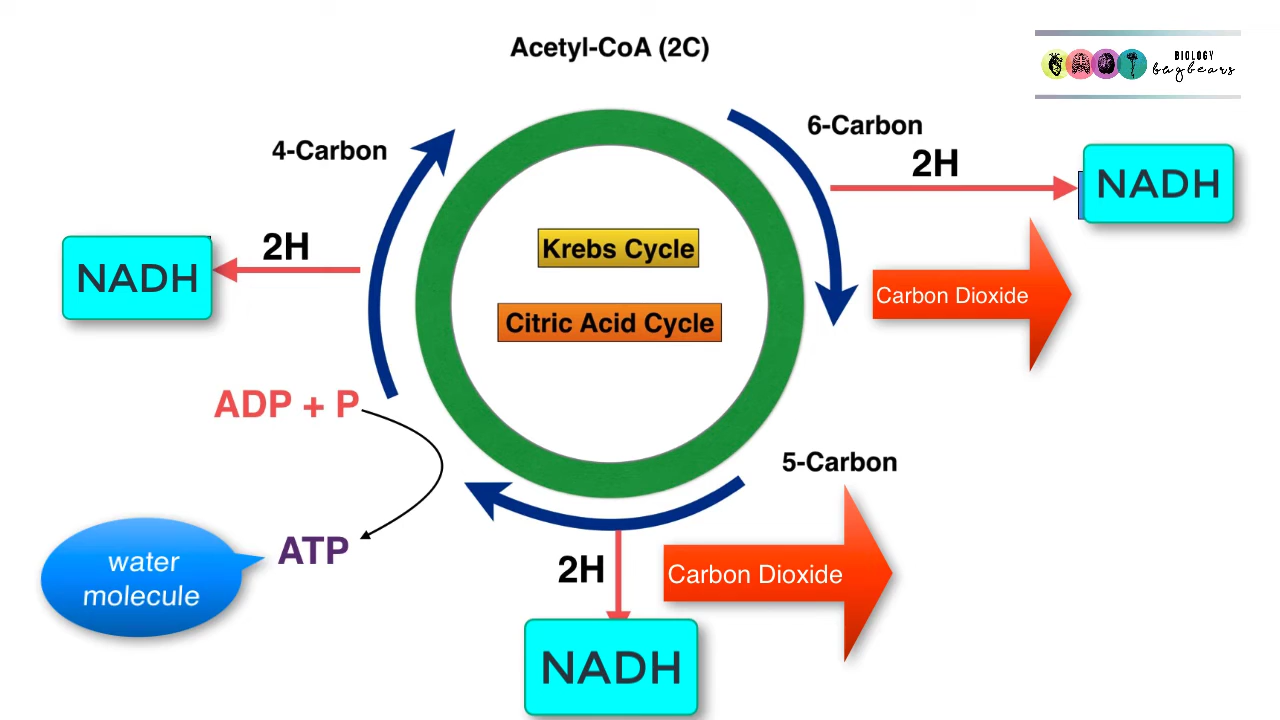 Acetyl-CoA (2C)
BIOLOGY
bugbears
4-Carbon
6-Carbon
2H
NADH
2H
NADH
Krebs Cycle
Carbon Dioxide
Citric Acid Cycle
ADP + P
5-Carbon
ATP
water
molecule
2H
Carbon Dioxide
NADH